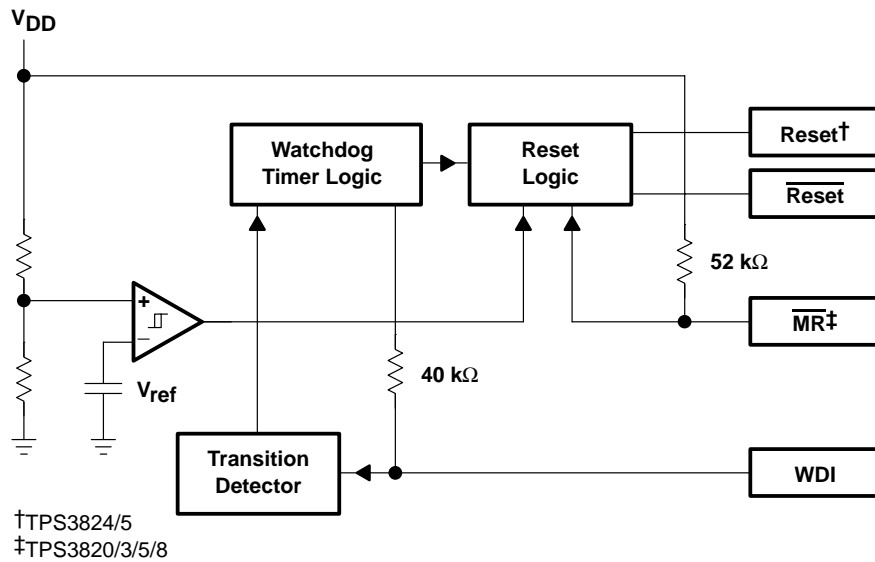 VDD
Watchdog
Timer Logic
Reset
Logic
Reset†
Reset
52 kΩ
+
−
Vref
40 kΩ
MR‡
Transition
Detector
WDI
†TPS3824/5
‡TPS3820/3/5/8